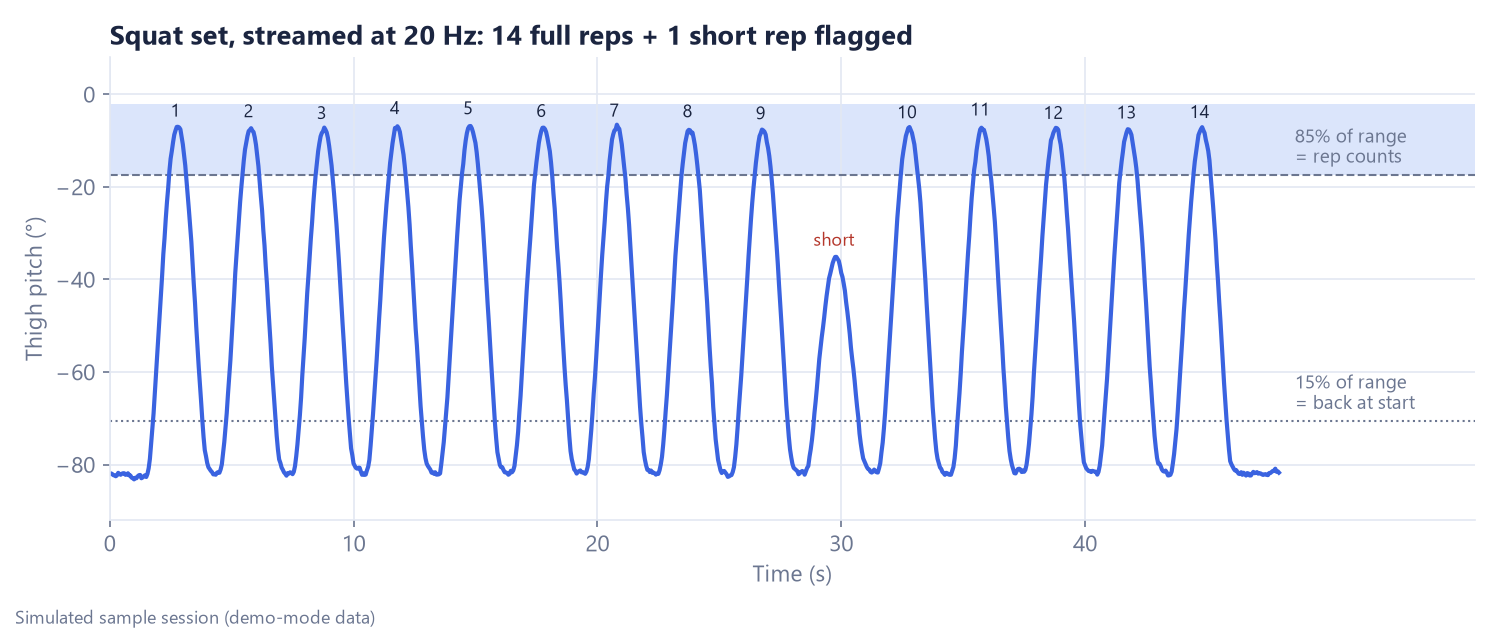 Squat set, streamed at 20 Hz: 14 full reps + 1 short rep flagged
0
1
2
3
4
5
6
7
8
9
10
11
12
13
14
85% of range
= rep counts
−20
short
−40
Thigh pitch (°)
−60
15% of range
= back at start
−80
0
10
20
30
40
Time (s)
Simulated sample session (demo-mode data)